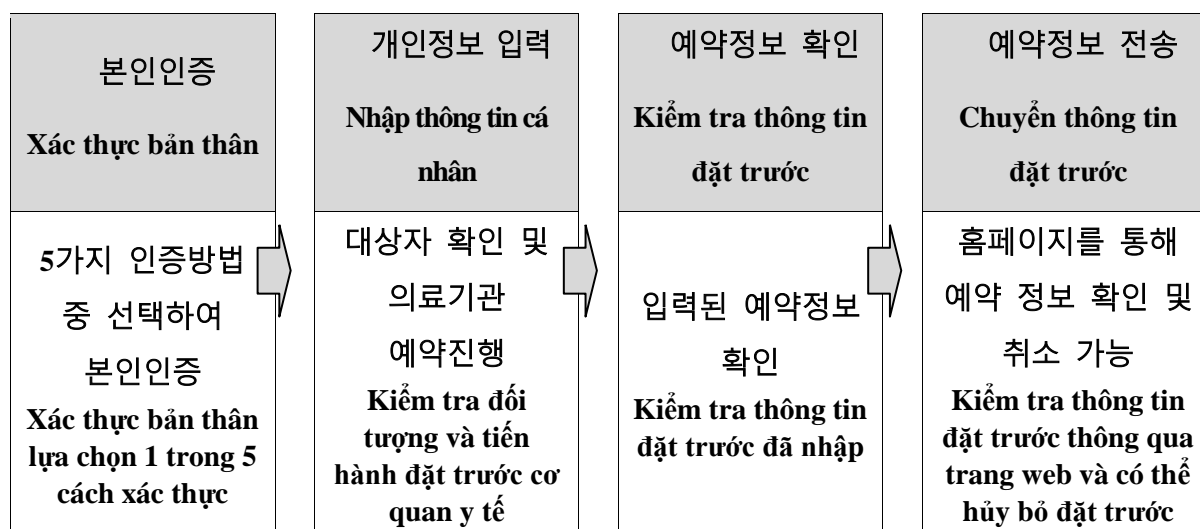 본인인증
Xác thực bản thân
5가지 인증방법
중 선택하여
본인인증
Xác thực bản thân
lựa chọn 1 trong 5
cách xác thực
개인정보 입력
Nhập thông tin cá
nhân
대상자 확인 및
의료기관
예약진행
Kiểm tra đối
tượng và tiến
hành đặt trước cơ
quan y tế
예약정보 확인
Kiểm tra thông tin
đặt trước
입력된 예약정보
확인
Kiểm tra thông tin
đặt trước đã nhập
예약정보 전송
Chuyển thông tin
đặt trước
홈페이지를 통해
예약 정보 확인 및
취소 가능
Kiểm tra thông tin
đặt trước thông qua
trang web và có thể
hủy bỏ đặt trước